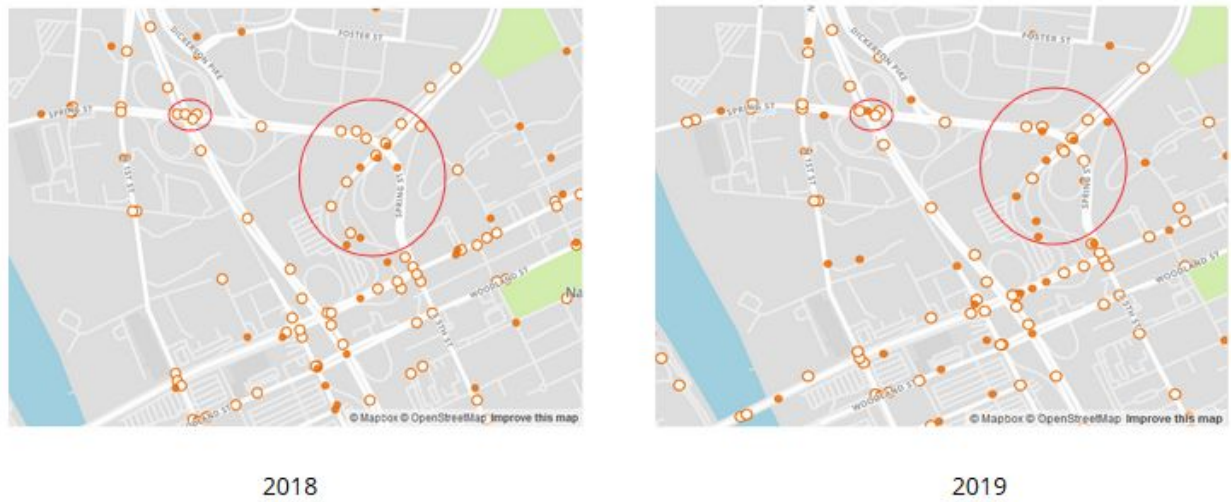 FOSTER ST
DICKERSON PIKE
SPRING ST
N 1ST ST
SPRING ST
WOODLAND ST
S 5TH ST
Na
© Mapbox © OpenStreetMap Improve this map
FOSTER ST
DICKERSON PIKE
SPRING ST
1ST ST
SPRING ST
WOODLAND ST
S 5TH ST
WOODLAND ST
© Mapbox © OpenStreetMap Improve this map
2018
2019